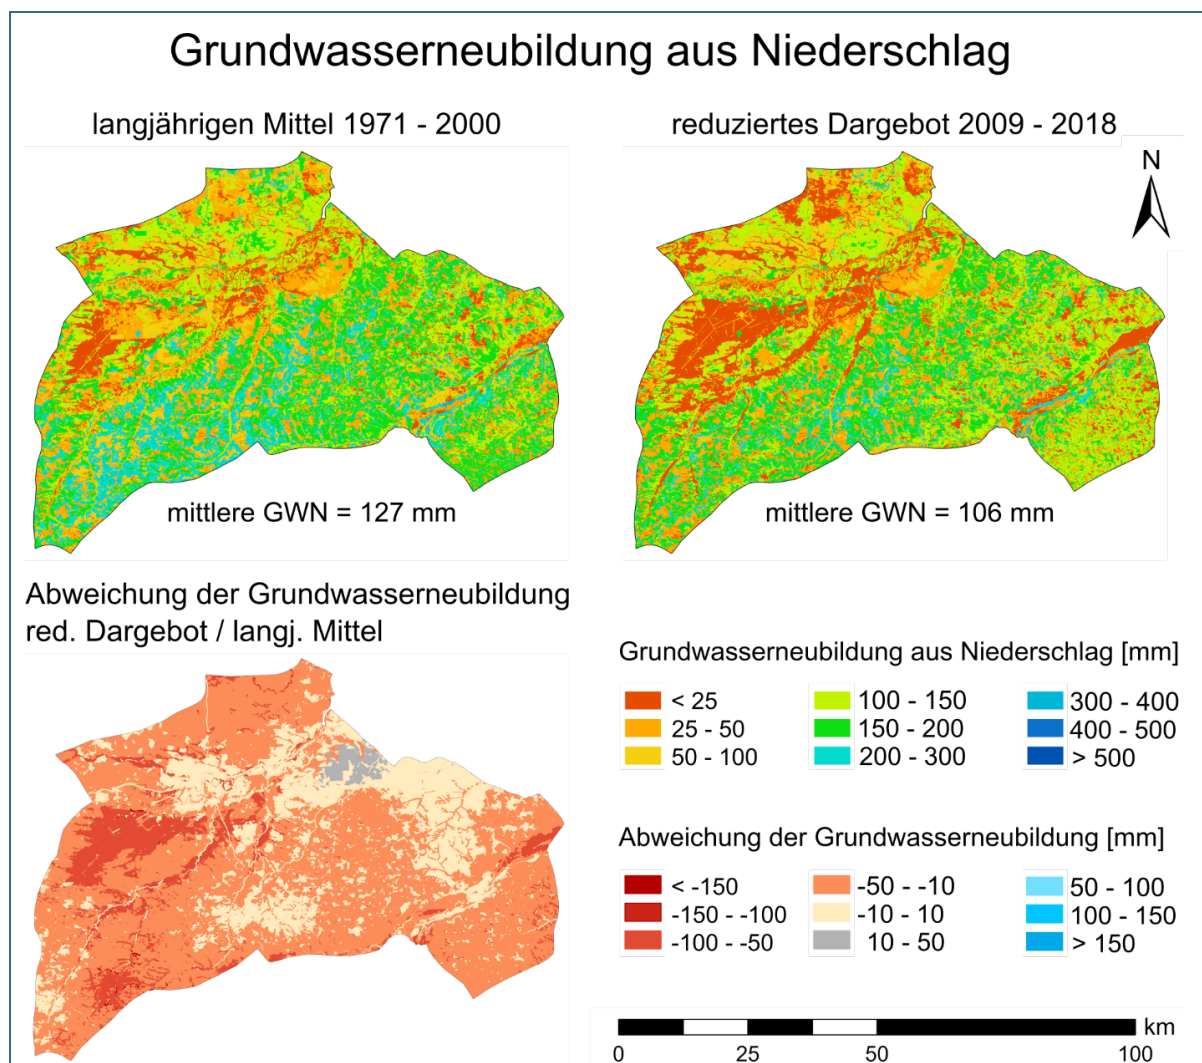 Grundwasserneubildung aus Niederschlag
langjährigen Mittel 1971 - 2000
reduziertes Dargebot 2009 - 2018
N
mittlere GWN = 127 mm
mittlere GWN = 106 mm
Abweichung der Grundwasserneubildung
red. Dargebot / langj. Mittel
Grundwasserneubildung aus Niederschlag [mm]
< 25
25 - 50
50 - 100
100 - 150
150 - 200
200 - 300
300 - 400
400 - 500
> 500
Abweichung der Grundwasserneubildung [mm]
< -150
-150 - -100
-100 - -50
-50 - -10
-10 - 10
10 - 50
50 - 100
100 - 150
> 150
km
0 25 50 100